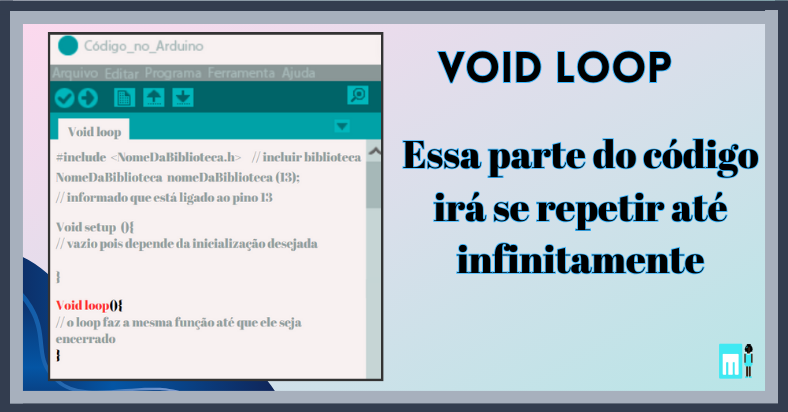 Código_no_Arduino
Arquivo Editar Programa Ferramenta Ajuda
Void loop
#include <NomeDaBiblioteca.h> // incluir biblioteca
NomeDaBiblioteca nomeDaBiblioteca (13);
// informado que está ligado ao pino 13
Void setup (){
// vazio pois depende da inicialização desejada
}
Void loop(){
// o loop faz a mesma função até que ele seja
encerrado
}
VOID LOOP
Essa parte do código
irá se repetir até
infinitamente
m